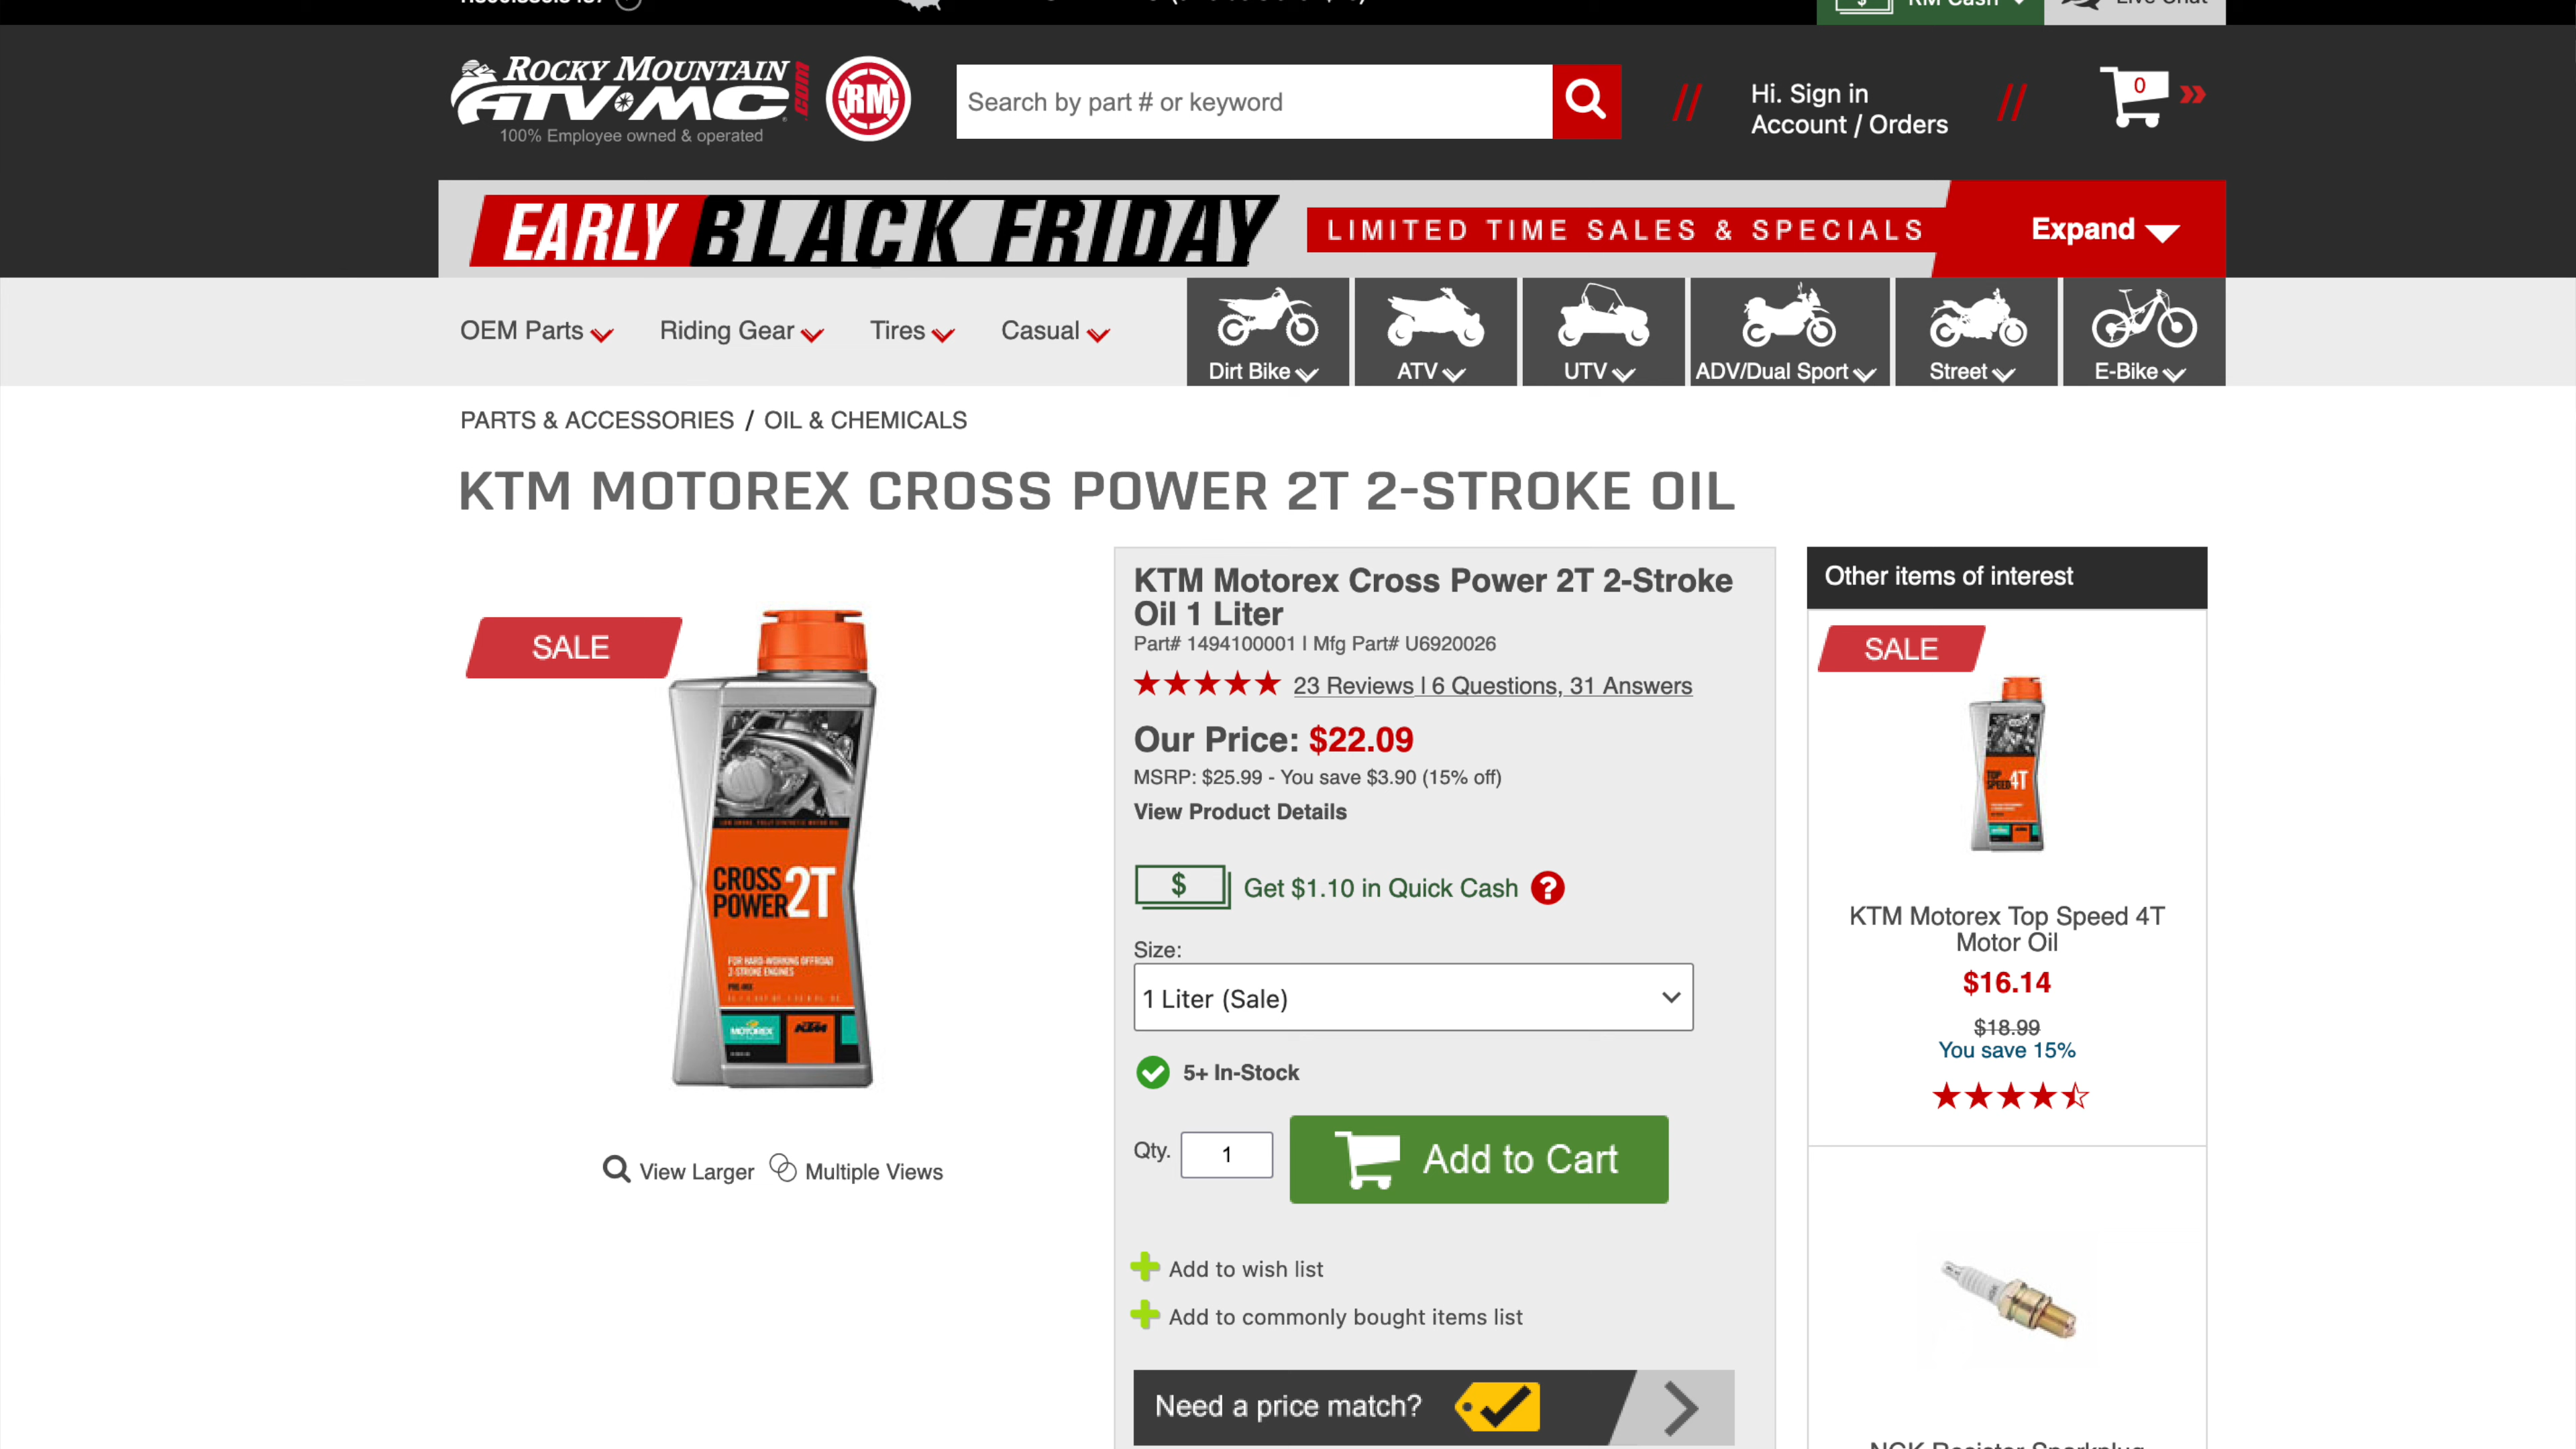 ROCKY MOUNTAIN
ATV•MC .COM
100% Employee owned & operated
RM
Search by part # or keyword
Hi. Sign in
Account / Orders
0
RM Cash
Live Chat
EARLY BLACK FRIDAY
LIMITED TIME SALES & SPECIALS
Expand
OEM Parts
Riding Gear
Tires
Casual
Dirt Bike
ATV
UTV
ADV/Dual Sport
Street
E-Bike
PARTS & ACCESSORIES / OIL & CHEMICALS
KTM MOTOREX CROSS POWER 2T 2-STROKE OIL
SALE
CROSS
POWER 2T
FOR HARD-WORKING OFFROAD
2-STROKE ENGINES
PRE-MIX
MOTOREX
KTM
View Larger
Multiple Views
KTM Motorex Cross Power 2T 2-Stroke
Oil 1 Liter
Part# 1494100001 | Mfg Part# U6920026
23 Reviews | 6 Questions, 31 Answers
Our Price: $22.09
MSRP: $25.99 - You save $3.90 (15% off)
View Product Details
$
Get $1.10 in Quick Cash ?
Size:
1 Liter (Sale)
5+ In-Stock
Qty. 1
Add to Cart
Add to wish list
Add to commonly bought items list
Need a price match?
Other items of interest
SALE
TOP
SPEED 4T
KTM Motorex Top Speed 4T
Motor Oil
$16.14
$18.99
You save 15%